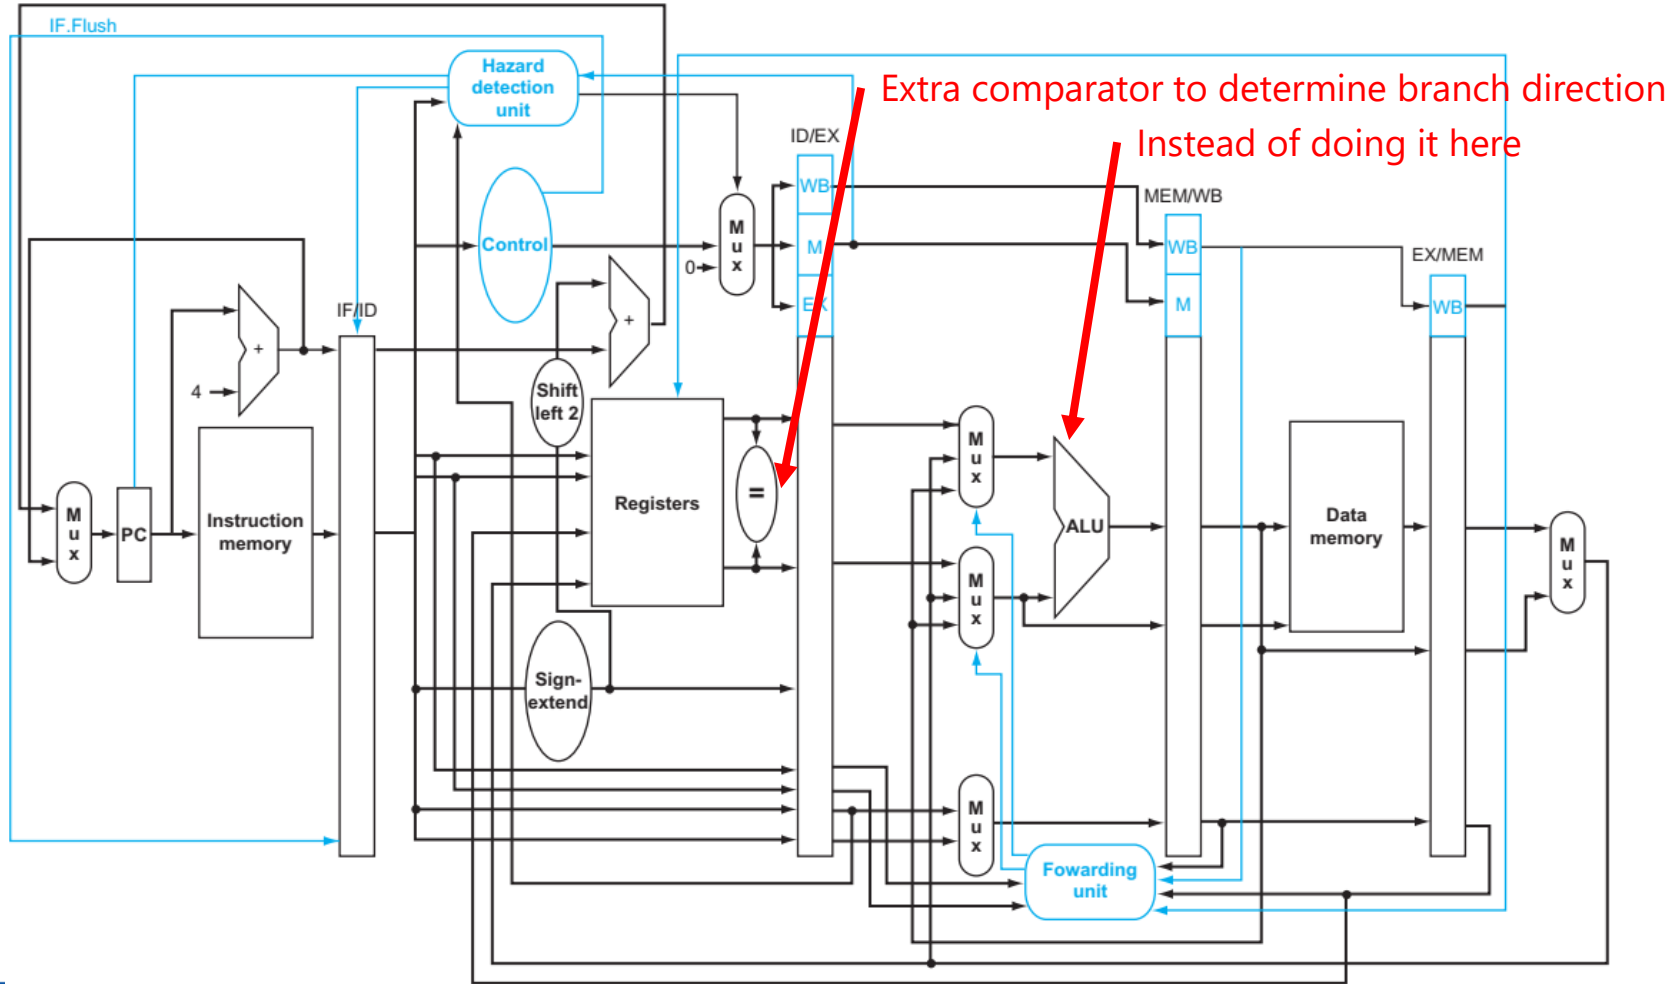 IF.Flush
Hazard
detection
unit
Extra comparator to determine branch direction
Instead of doing it here
ID/EX
WB
M
EX
MEM/WB
WB
M
EX/MEM
WB
Control
M
u
x
0
IF/ID
+
+
4
Shift
left 2
M
u
x
PC
Instruction
memory
Registers
=
M
u
x
M
u
x
ALU
Data
memory
M
u
x
Sign-
extend
M
u
x
Fowarding
unit